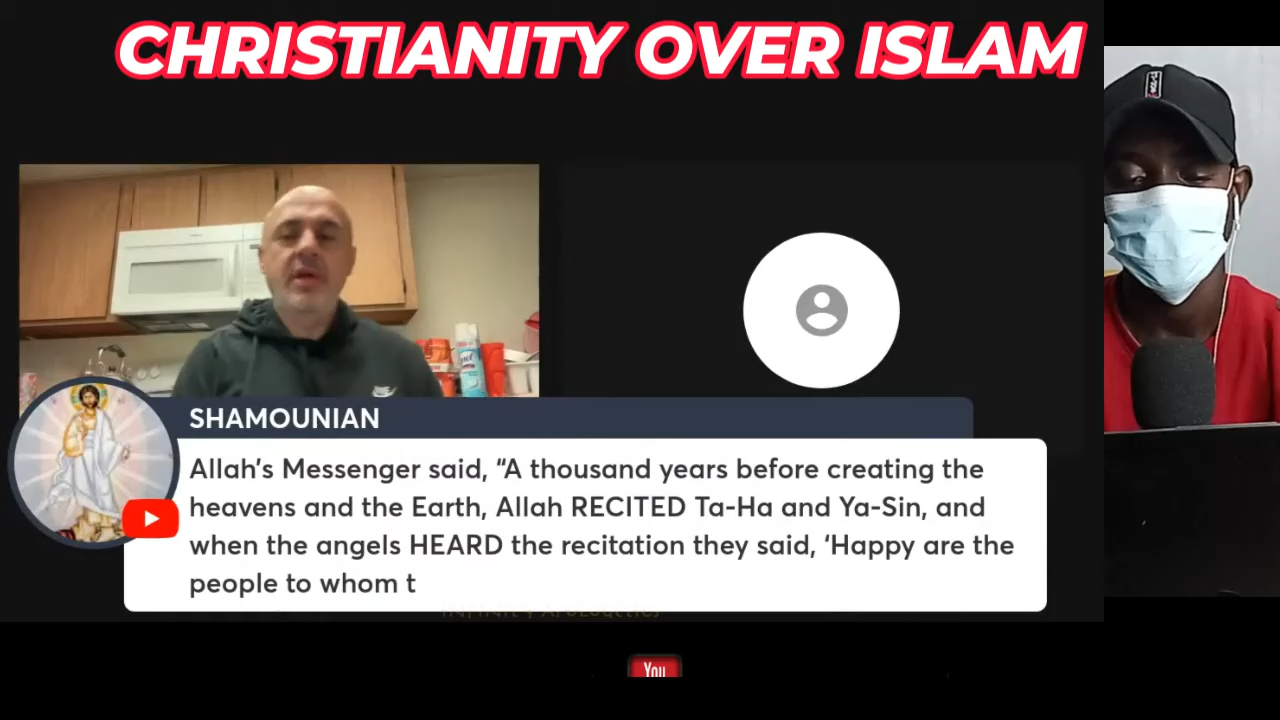 CHRISTIANITY OVER ISLAM
SHAMOUNIAN
Allah's Messenger said, “A thousand years before creating the
heavens and the Earth, Allah RECITED Ta-Ha and Ya-Sin, and
when the angels HEARD the recitation they said, ‘Happy are the
people to whom t
You